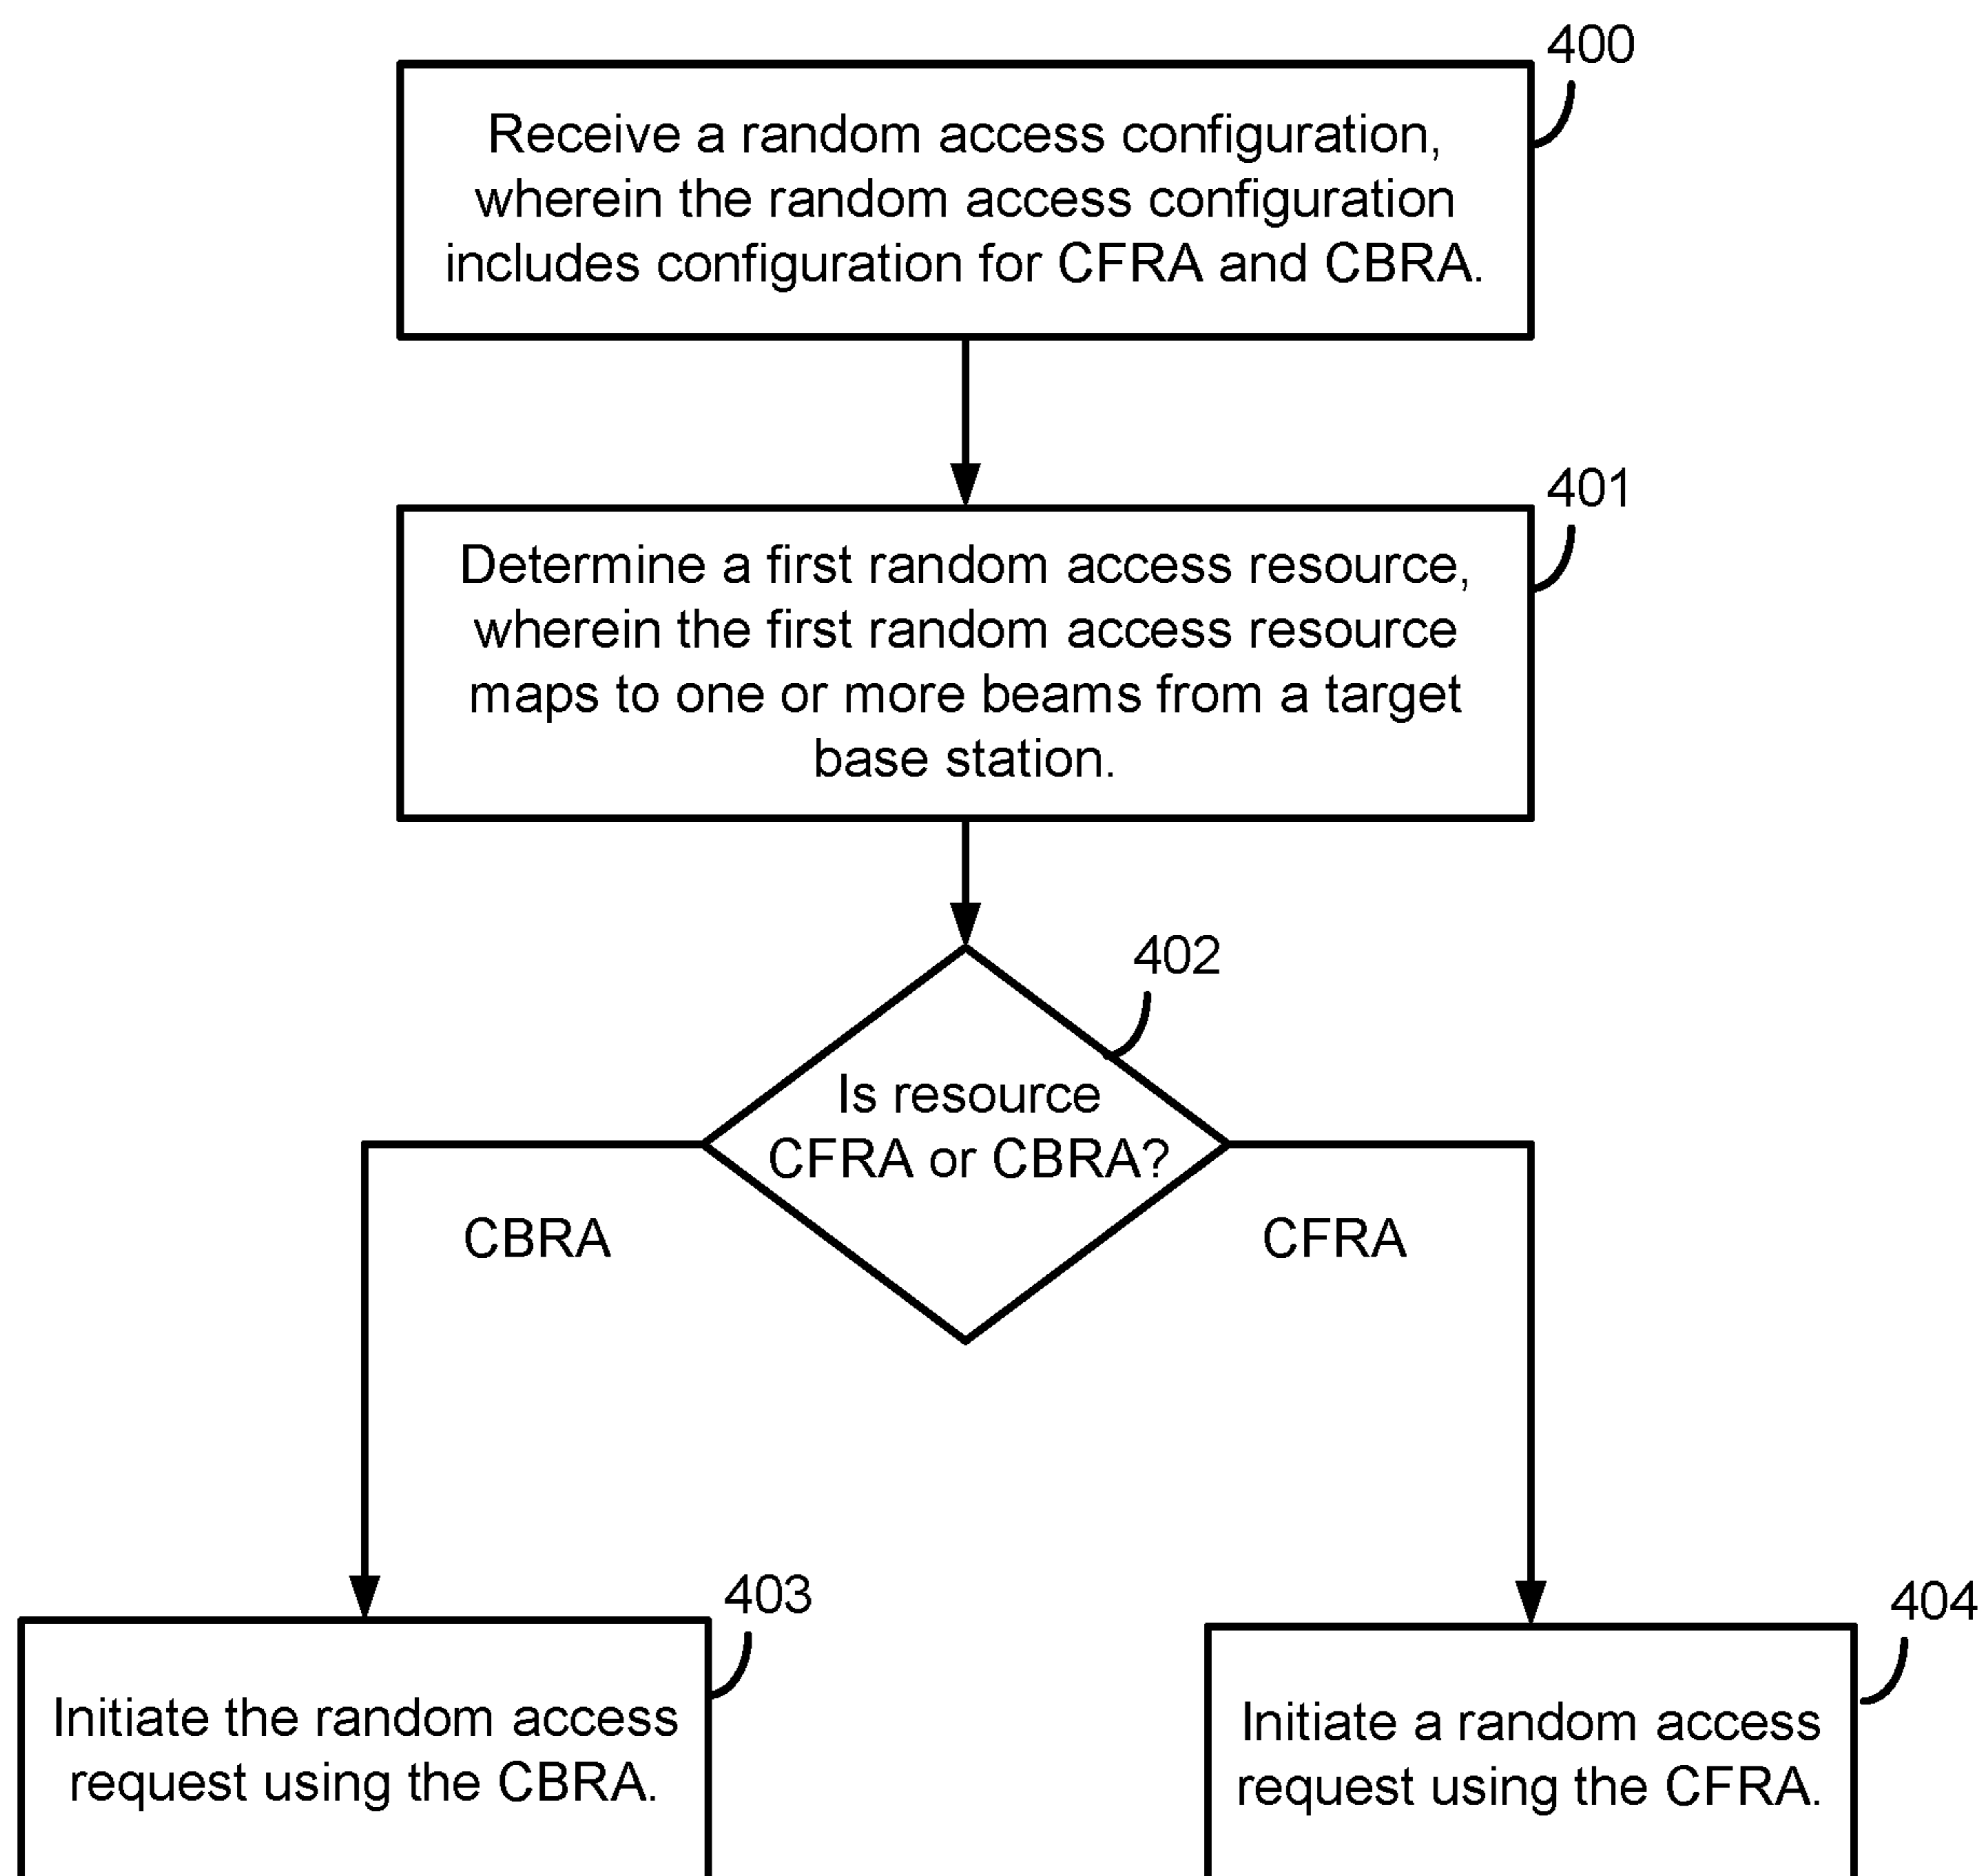 400
Receive a random access configuration,
wherein the random access configuration
includes configuration for CFRA and CBRA.
401
Determine a first random access resource,
wherein the first random access resource
maps to one or more beams from a target
base station.
402
Is resource
CFRA or CBRA?
CBRA
CFRA
403
Initiate the random access
request using the CBRA.
404
Initiate a random access
request using the CFRA.